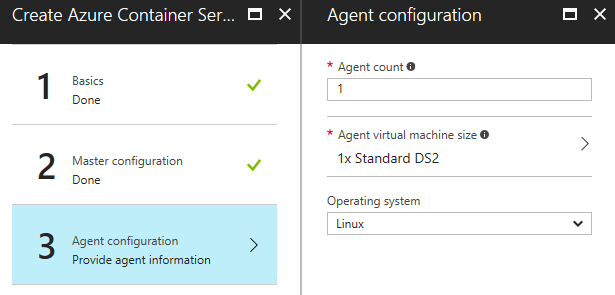 Create Azure Container Ser...
1
Basics
Done
2
Master configuration
Done
3
Agent configuration
Provide agent information
Agent configuration
* Agent count
1
* Agent virtual machine size
1x Standard DS2
Operating system
Linux